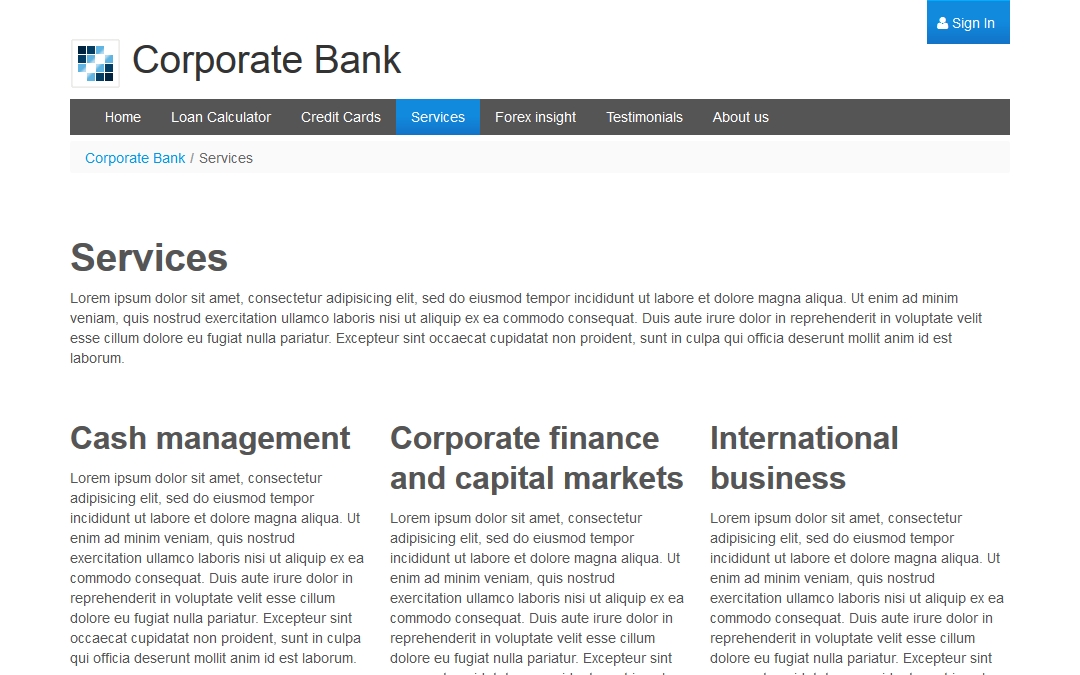 Sign In
Corporate Bank
Home Loan Calculator Credit Cards Services Forex insight Testimonials About us
Corporate Bank / Services
Services
Lorem ipsum dolor sit amet, consectetur adipisicing elit, sed do eiusmod tempor incididunt ut labore et dolore magna aliqua. Ut enim ad minim
veniam, quis nostrud exercitation ullamco laboris nisi ut aliquip ex ea commodo consequat. Duis aute irure dolor in reprehenderit in voluptate velit
esse cillum dolore eu fugiat nulla pariatur. Excepteur sint occaecat cupidatat non proident, sunt in culpa qui officia deserunt mollit anim id est
laborum.
Cash management
Lorem ipsum dolor sit amet, consectetur
adipisicing elit, sed do eiusmod tempor
incididunt ut labore et dolore magna aliqua. Ut
enim ad minim veniam, quis nostrud
exercitation ullamco laboris nisi ut aliquip ex ea
commodo consequat. Duis aute irure dolor in
reprehenderit in voluptate velit esse cillum
dolore eu fugiat nulla pariatur. Excepteur sint
occaecat cupidatat non proident, sunt in culpa
qui officia deserunt mollit anim id est laborum.
Corporate finance
and capital markets
Lorem ipsum dolor sit amet, consectetur
adipisicing elit, sed do eiusmod tempor
incididunt ut labore et dolore magna aliqua. Ut
enim ad minim veniam, quis nostrud
exercitation ullamco laboris nisi ut aliquip ex ea
commodo consequat. Duis aute irure dolor in
reprehenderit in voluptate velit esse cillum
dolore eu fugiat nulla pariatur. Excepteur sint
International
business
Lorem ipsum dolor sit amet, consectetur
adipisicing elit, sed do eiusmod tempor
incididunt ut labore et dolore magna aliqua. Ut
enim ad minim veniam, quis nostrud
exercitation ullamco laboris nisi ut aliquip ex ea
commodo consequat. Duis aute irure dolor in
reprehenderit in voluptate velit esse cillum
dolore eu fugiat nulla pariatur. Excepteur sint